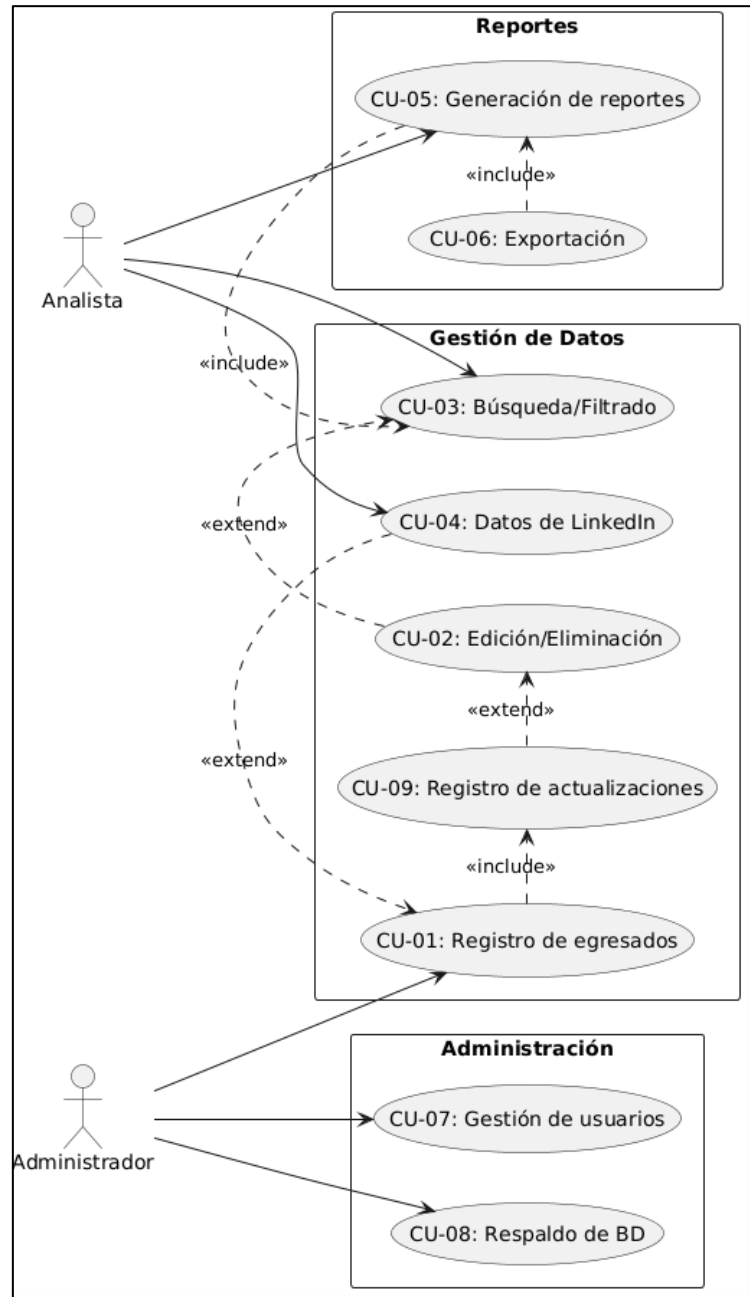 Reportes
CU-05: Generación de reportes
«include»
CU-06: Exportación
Analista
Gestión de Datos
«include»
CU-03: Búsqueda/Filtrado
CU-04: Datos de LinkedIn
«extend»
CU-02: Edición/Eliminación
«extend»
«extend»
CU-09: Registro de actualizaciones
«include»
CU-01: Registro de egresados
Administración
CU-07: Gestión de usuarios
Administrador
CU-08: Respaldo de BD